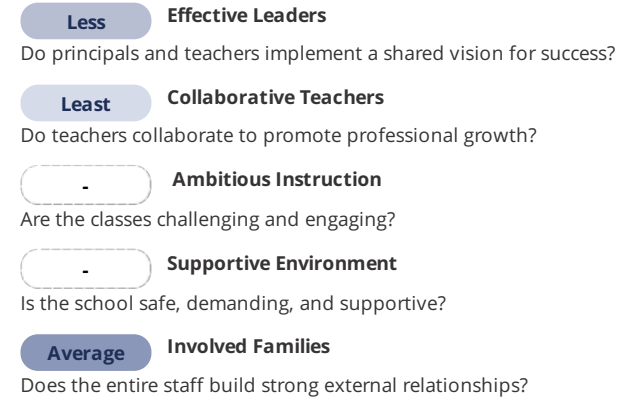 Less Effective Leaders
Do principals and teachers implement a shared vision for success?
Least Collaborative Teachers
Do teachers collaborate to promote professional growth?
- Ambitious Instruction
Are the classes challenging and engaging?
- Supportive Environment
Is the school safe, demanding, and supportive?
Average Involved Families
Does the entire staff build strong external relationships?